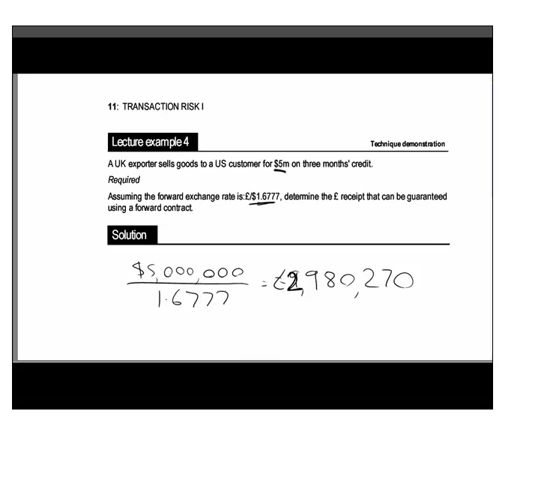 11: TRANSACTION RISK I
Lecture example 4
Technique demonstration
A UK exporter sells goods to a US customer for $5m on three months' credit.
Required
Assuming the forward exchange rate is:£/$1.6777, determine the £ receipt that can be guaranteed
using a forward contract.
Solution
$5,000,000
1.6777
= £2,980,270